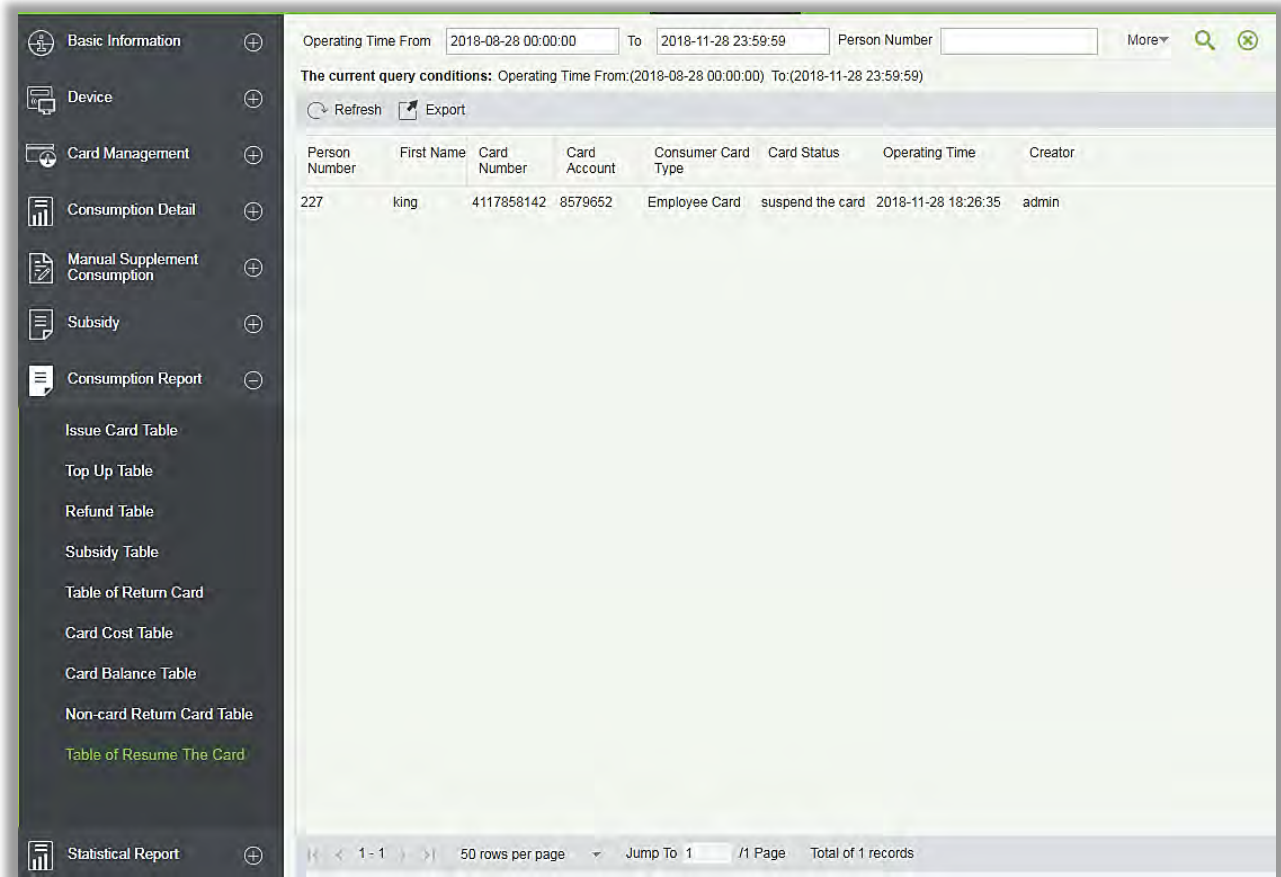 Basic Information
Device
Card Management
Consumption Detail
Manual Supplement
Consumption
Subsidy
Consumption Report
Issue Card Table
Top Up Table
Refund Table
Subsidy Table
Table of Return Card
Card Cost Table
Card Balance Table
Non-card Return Card Table
Table of Resume The Card
Statistical Report
Operating Time From 2018-08-28 00:00:00 To 2018-11-28 23:59:59 Person Number More
The current query conditions: Operating Time From:(2018-08-28 00:00:00) To:(2018-11-28 23:59:59)
Refresh Export
Person Number First Name Card Number Card Account Consumer Card Type Card Status Operating Time Creator
227 king 4117858142 8579652 Employee Card suspend the card 2018-11-28 18:26:35 admin
1 - 1 50 rows per page Jump To 1 /1 Page Total of 1 records